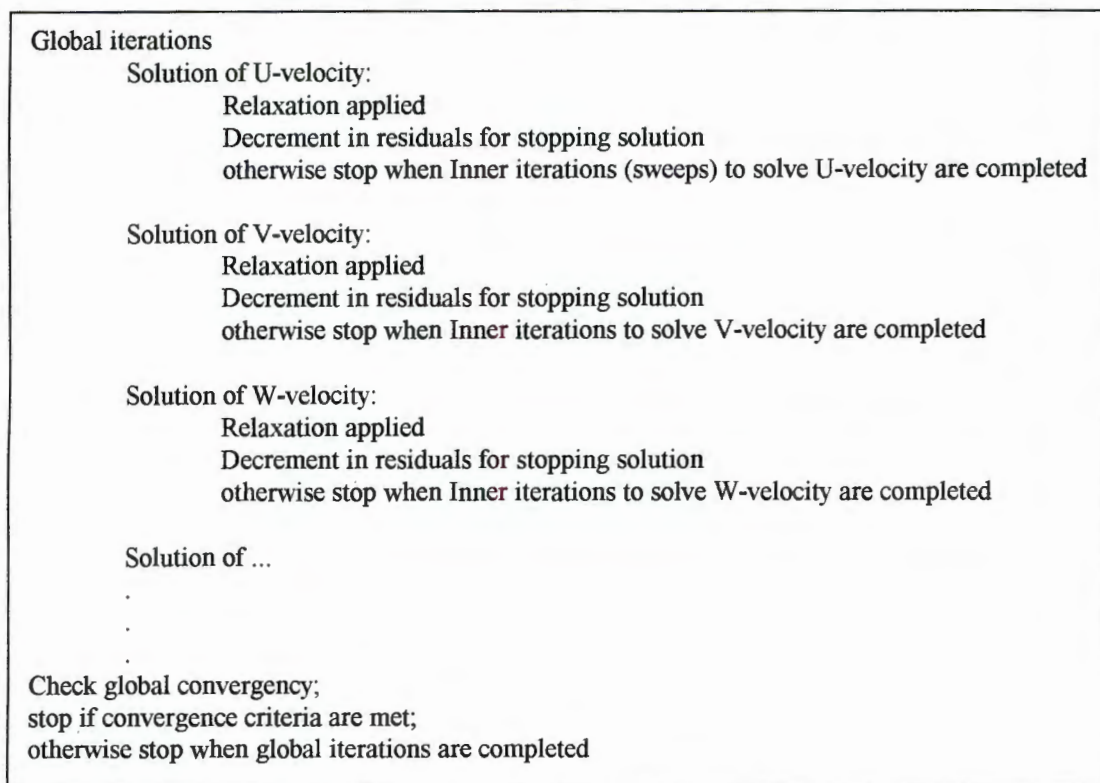 Global iterations
Solution of U-velocity:
Relaxation applied
Decrement in residuals for stopping solution
otherwise stop when Inner iterations (sweeps) to solve U-velocity are completed
Solution of V-velocity:
Relaxation applied
Decrement in residuals for stopping solution
otherwise stop when Inner iterations to solve V-velocity are completed
Solution of W-velocity:
Relaxation applied
Decrement in residuals for stopping solution
otherwise stop when Inner iterations to solve W-velocity are completed
Solution of ...
.
.
.
Check global convergency;
stop if convergence criteria are met;
otherwise stop when global iterations are completed